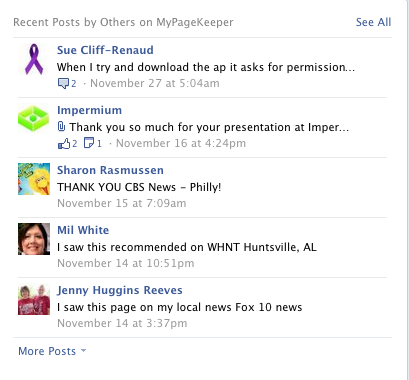 Recent Posts by Others on MyPageKeeper See All
Sue Cliff-Renaud
When I try and download the ap it asks for permission...
2 · November 27 at 5:04am
Impermium
Thank you so much for your presentation at Imper...
2 1 · November 16 at 4:24pm
Sharon Rasmussen
THANK YOU CBS News - Philly!
November 15 at 7:09am
Mil White
I saw this recommended on WHNT Huntsville, AL
November 14 at 10:51pm
Jenny Huggins Reeves
I saw this page on my local news Fox 10 news
November 14 at 3:37pm
More Posts